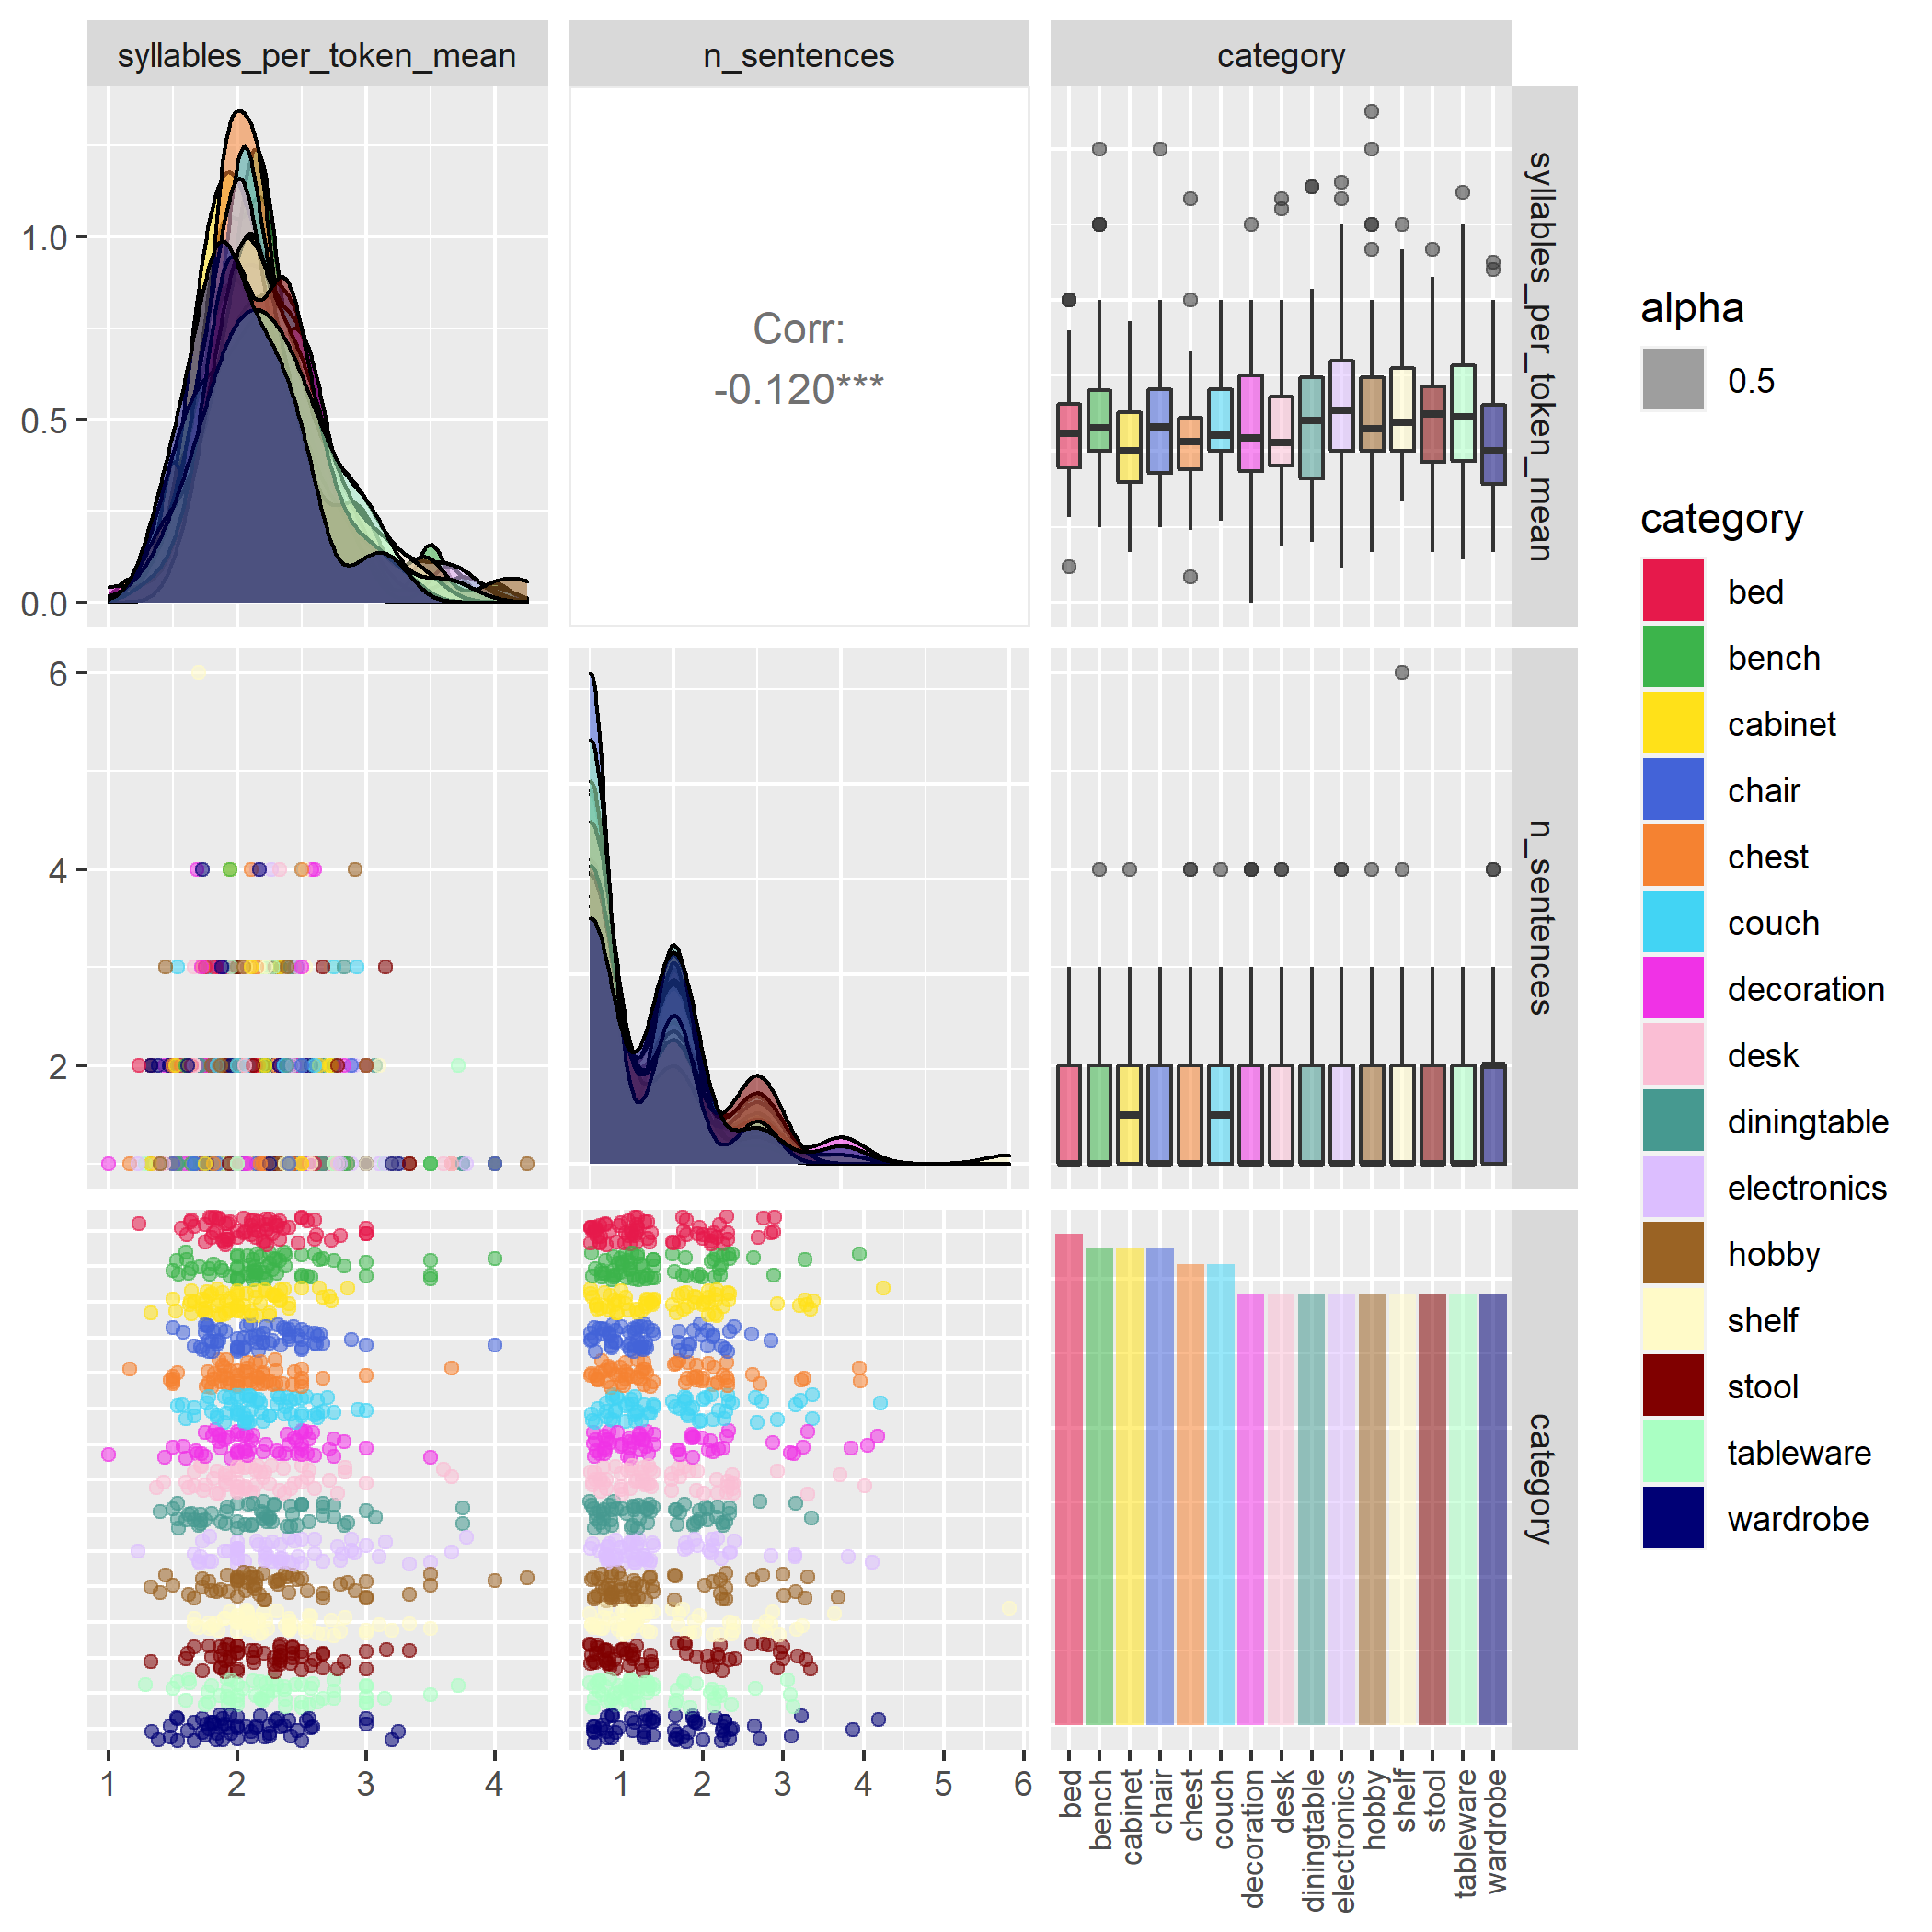 syllables_per_token_mean
n_sentences
category
1.0
0.5
0.0
Corr:
-0.120***
syllables_per_token_mean
6
4
2
n_sentences
category
1 2 3 4
1 2 3 4 5 6
bed
bench
cabinet
chair
chest
couch
decoration
desk
diningtable
electronics
hobby
shelf
stool
tableware
wardrobe
alpha
0.5
category
bed
bench
cabinet
chair
chest
couch
decoration
desk
diningtable
electronics
hobby
shelf
stool
tableware
wardrobe